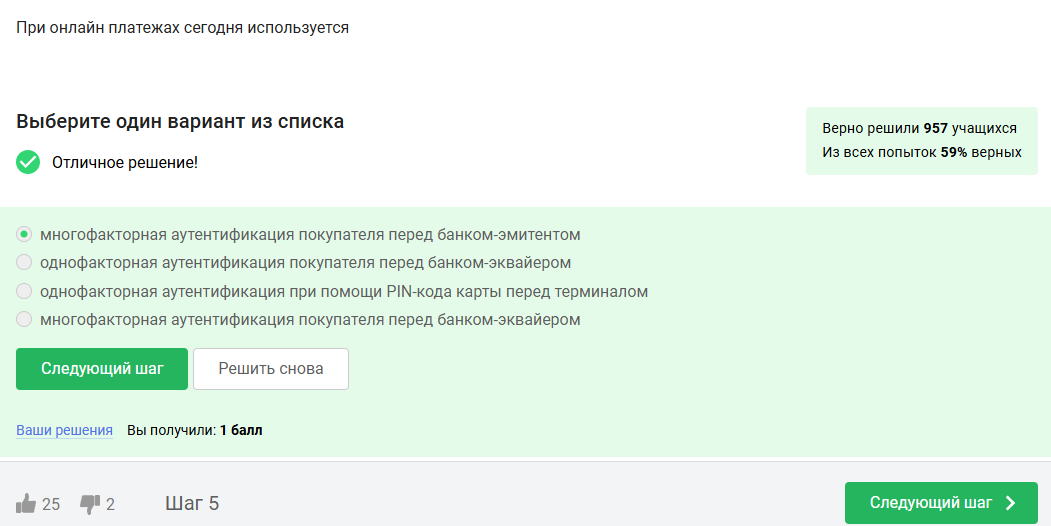 При онлайн платежах сегодня используется
Выберите один вариант из списка
Верно решили 957 учащихся
Из всех попыток 59% верных
Отличное решение!
многофакторная аутентификация покупателя перед банком-эмитентом
однофакторная аутентификация покупателя перед банком-эквайером
однофакторная аутентификация при помощи PIN-кода карты перед терминалом
многофакторная аутентификация покупателя перед банком-эквайером
Следующий шаг
Решить снова
Ваши решения
Вы получили: 1 балл
25
2
Шаг 5
Следующий шаг